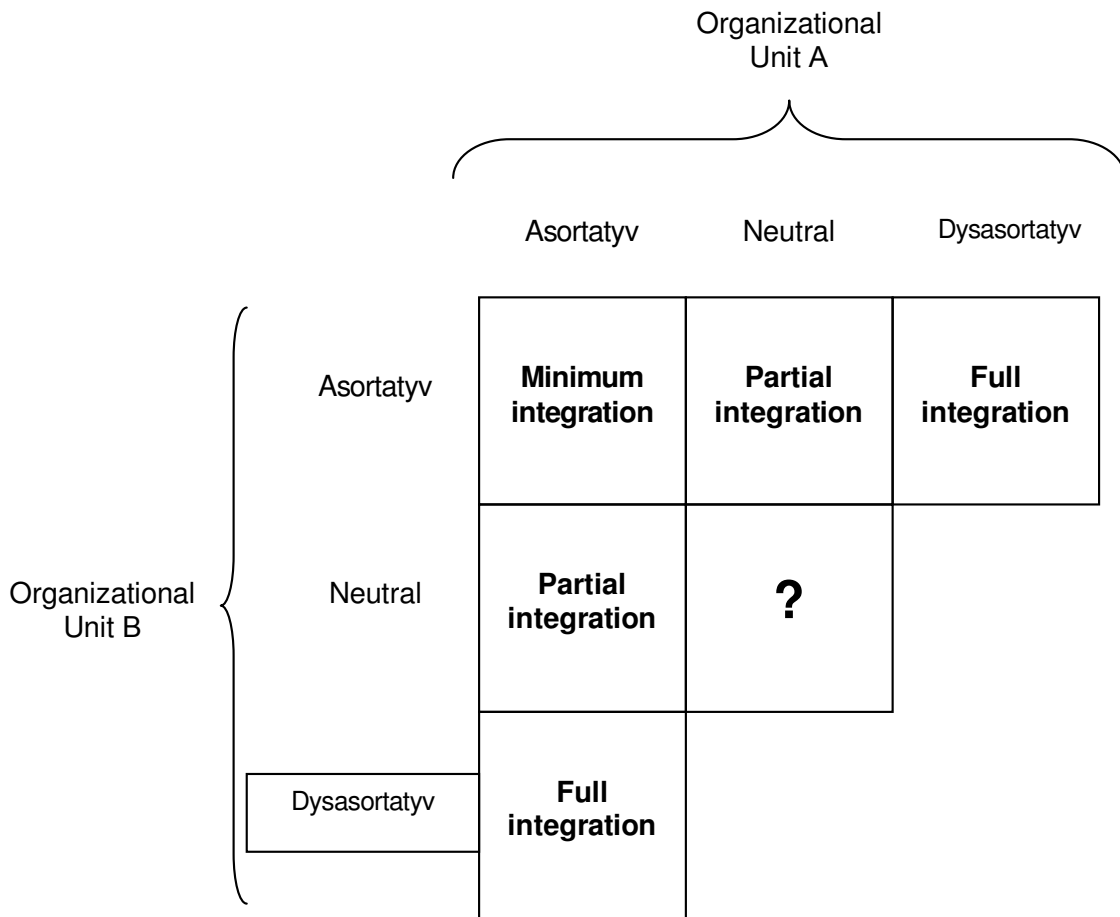 Organizational
Unit A
Asortatyv
Neutral
Dysasortatyv
Asortatyv
Minimum
integration
Partial
integration
Full
integration
Organizational
Unit B
Neutral
Partial
integration
?
Dysasortatyv
Full
integration